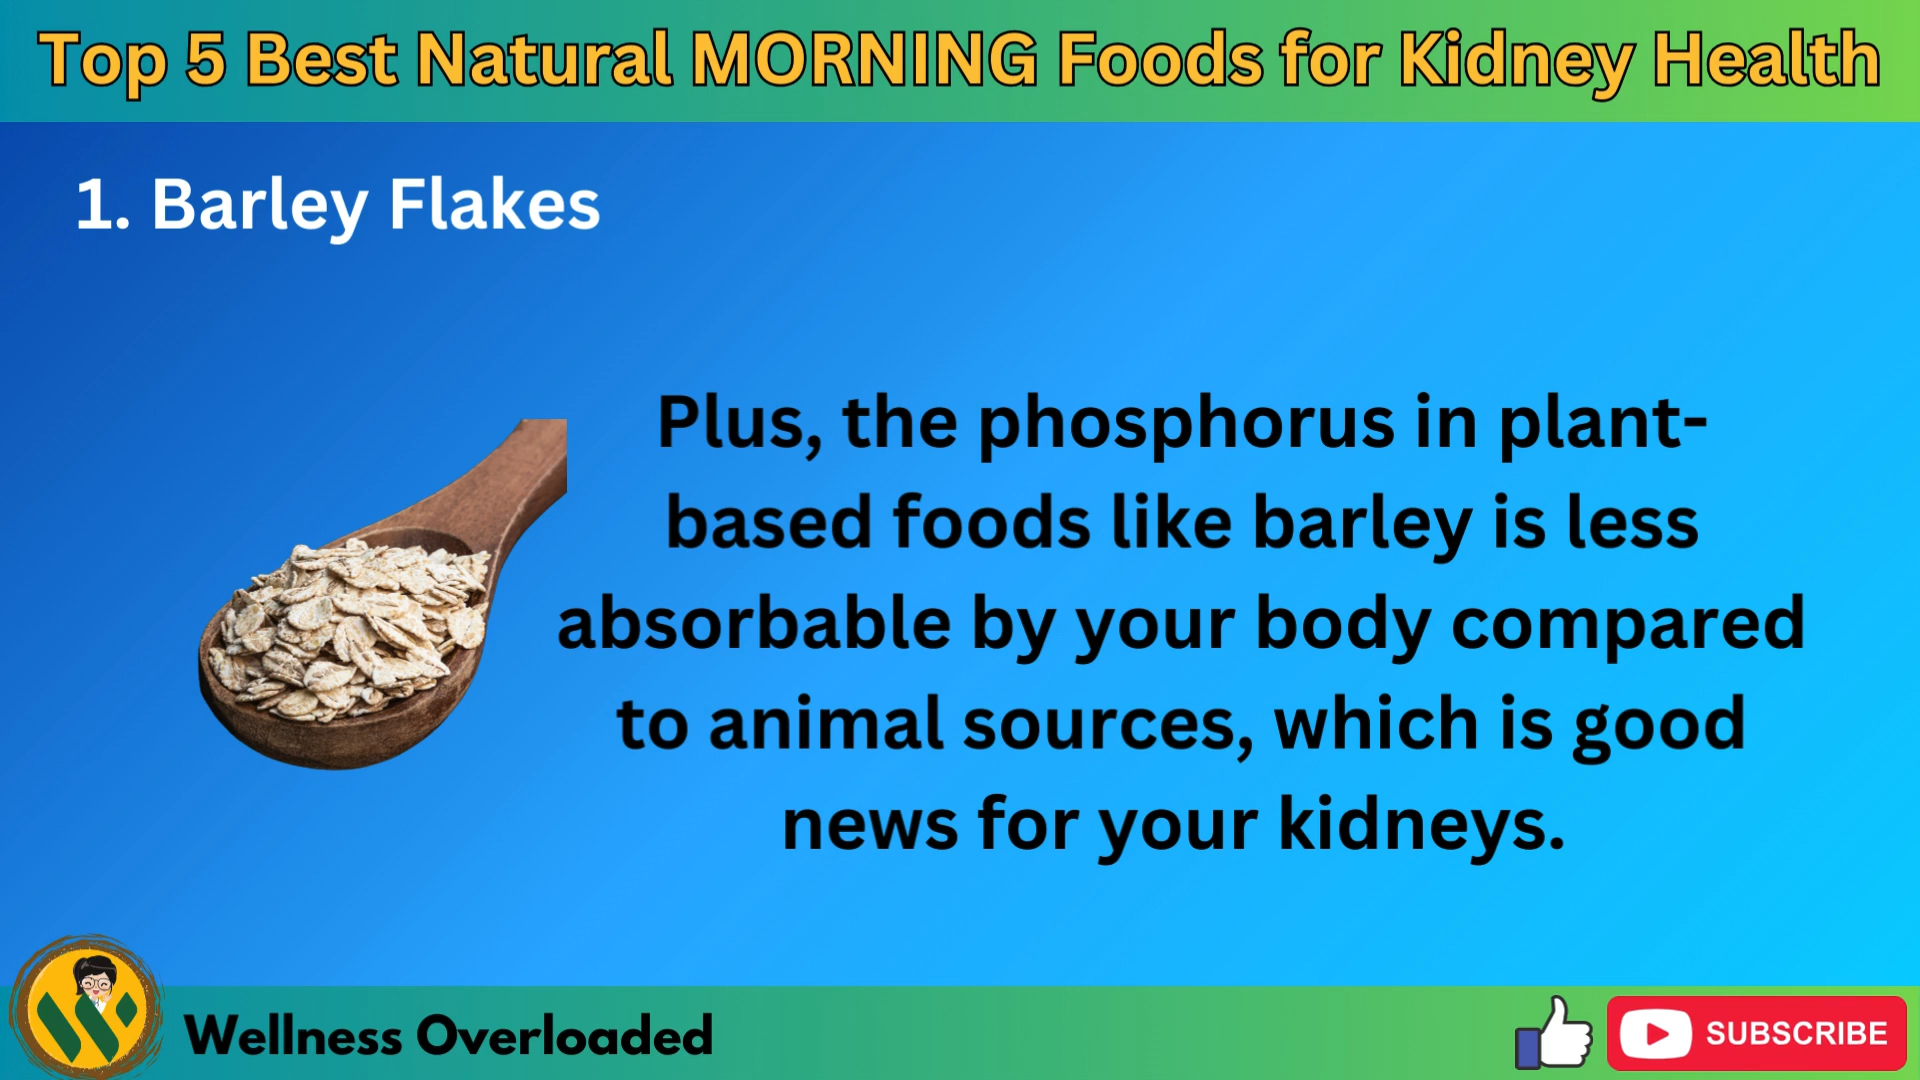 Top 5 Best Natural MORNING Foods for Kidney Health
1. Barley Flakes
Plus, the phosphorus in plant-
based foods like barley is less
absorbable by your body compared
to animal sources, which is good
news for your kidneys.
Wellness Overloaded
SUBSCRIBE